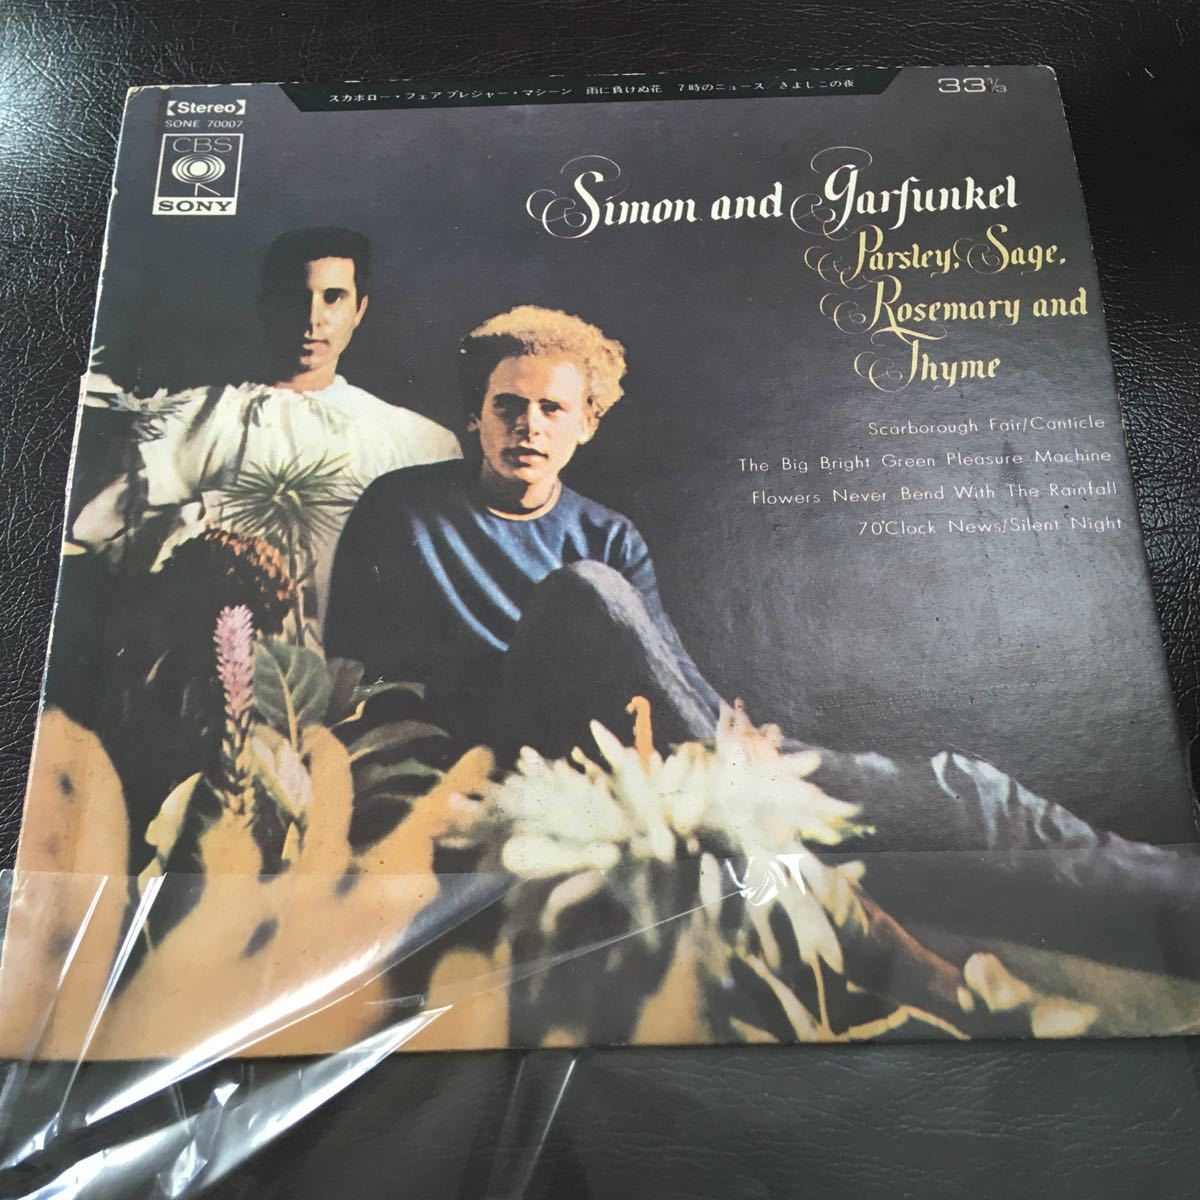 スカボロー・フェア プレジャー・マシーン 雨に負けぬ花 7時のニュース/きよしこの夜
33⅓
【Stereo】
SONE 70007
CBS
SONY
Simon and Garfunkel
Parsley, Sage,
Rosemary and
Thyme
Scarborough Fair/Canticle
The Big Bright Green Pleasure Machine
Flowers Never Bend With The Rainfall
7 O'Clock News/Silent Night